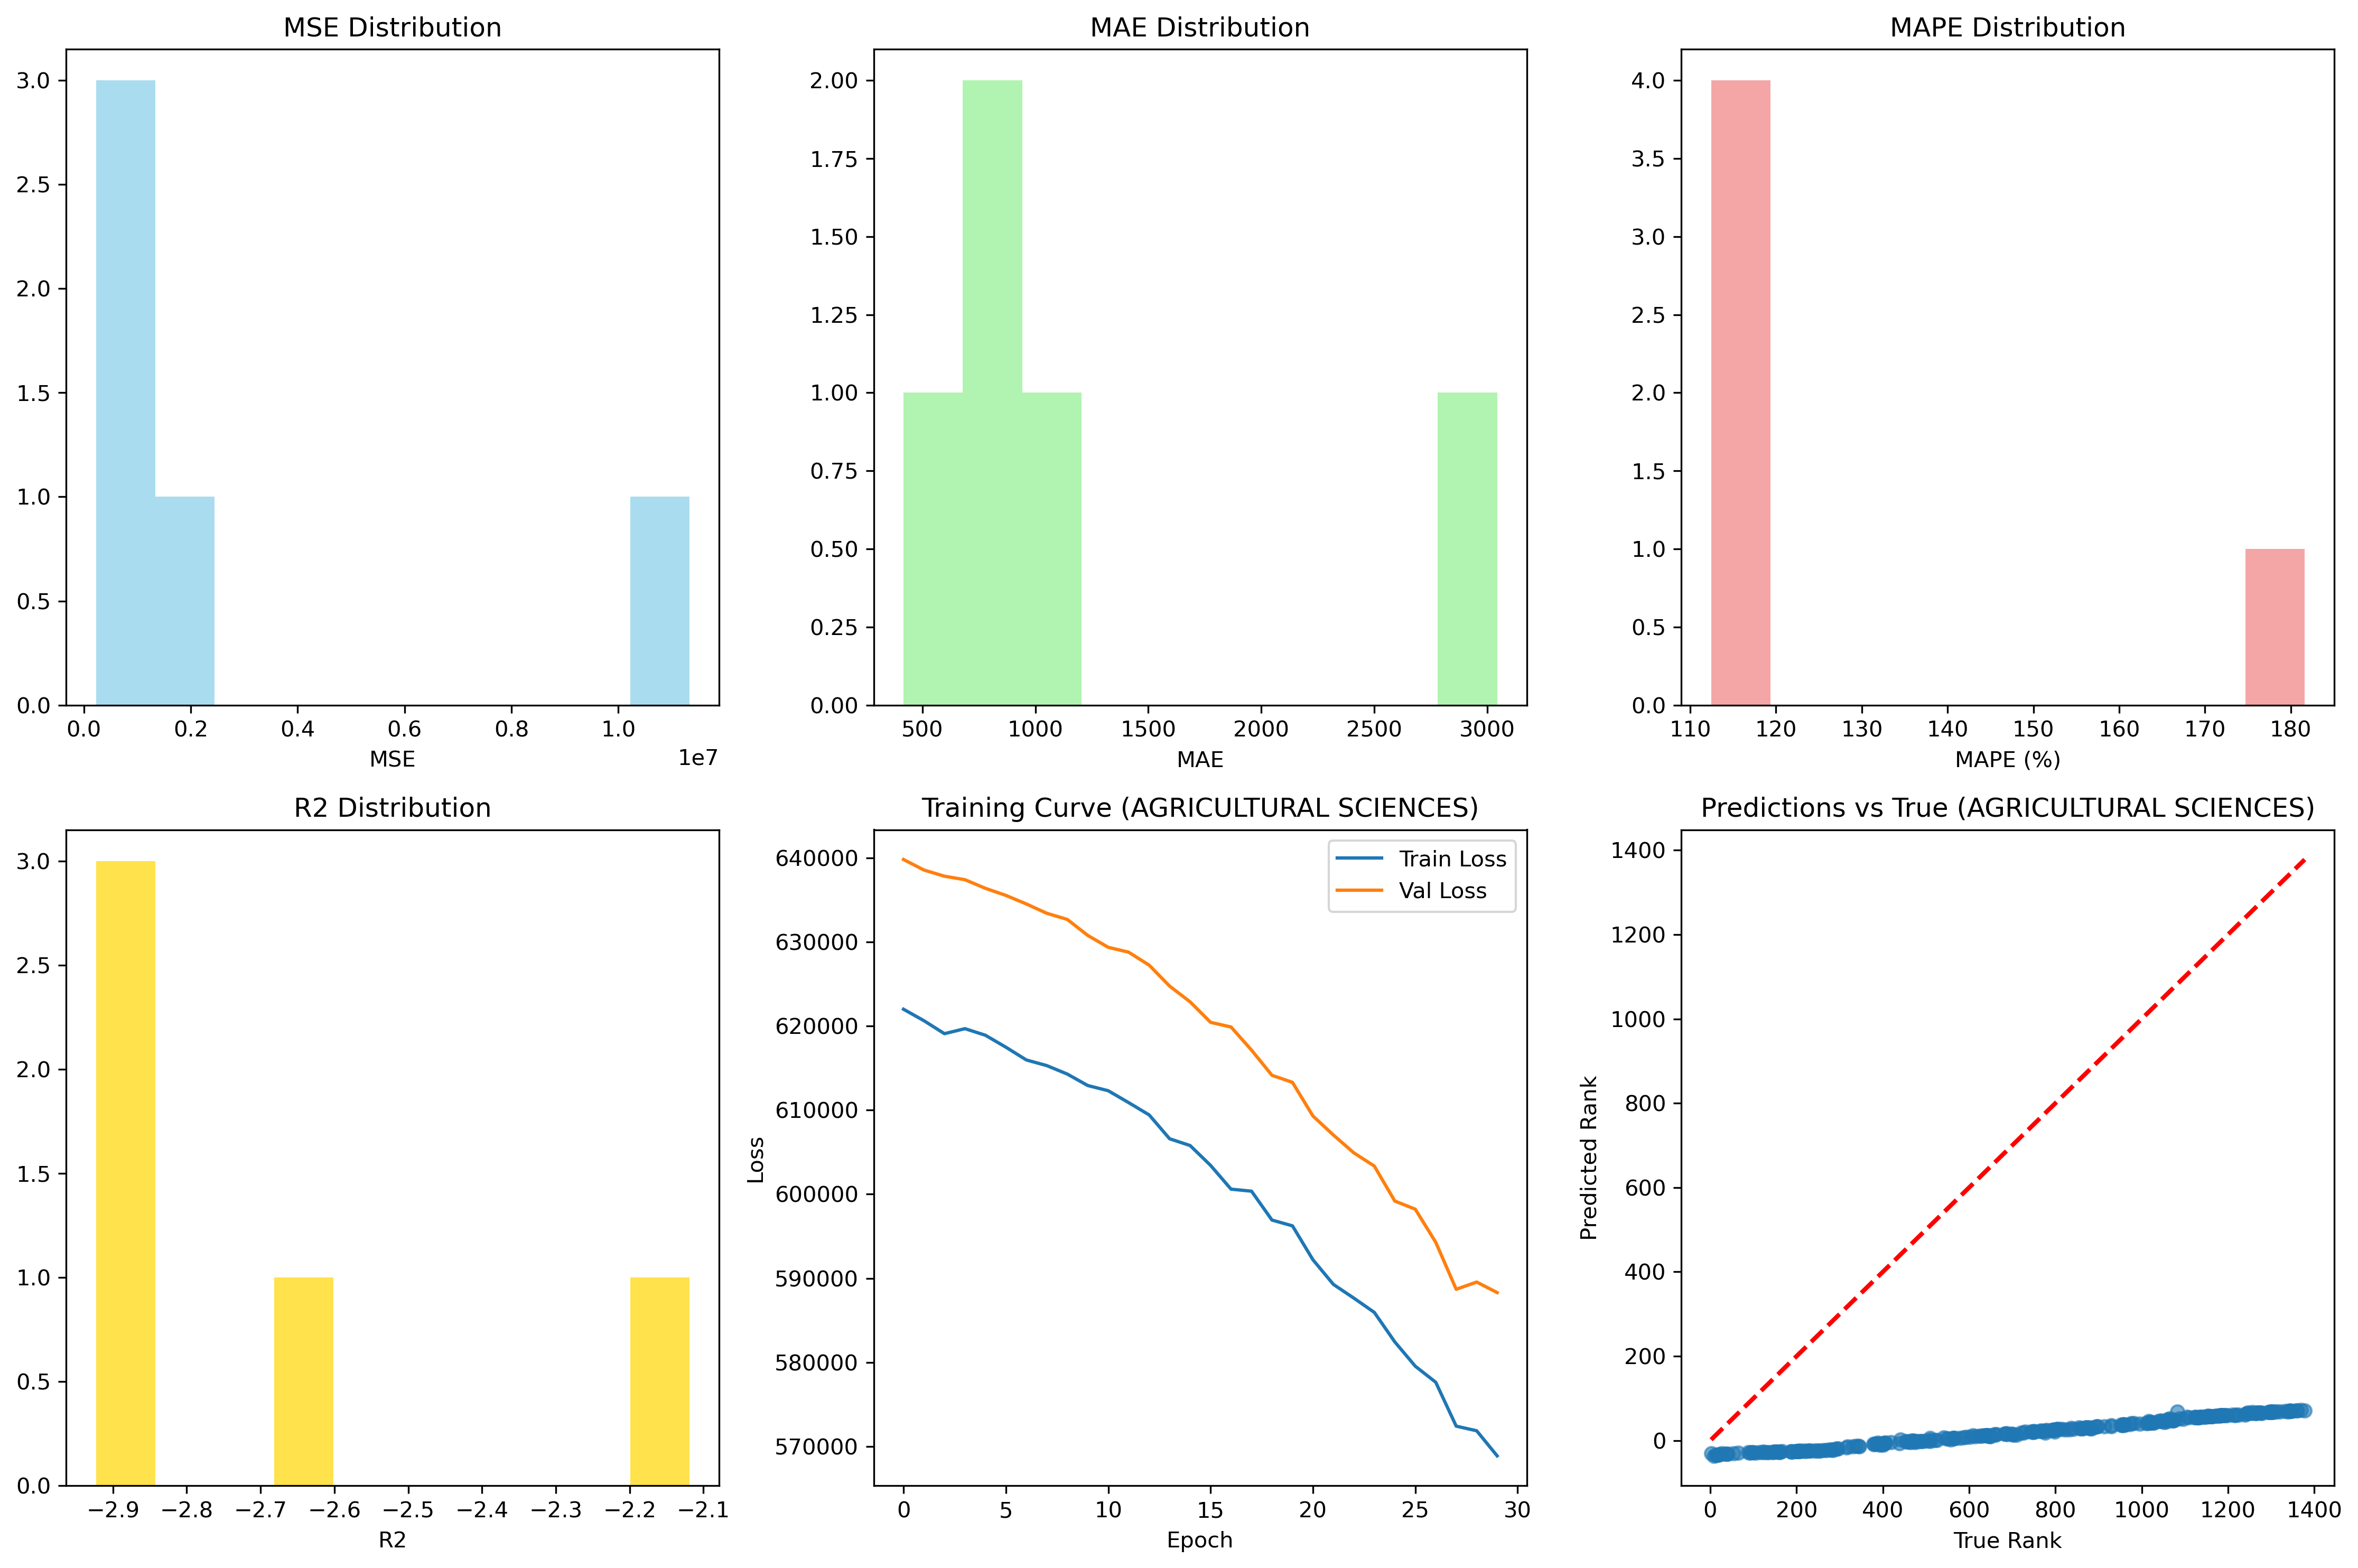 MSE Distribution
3.0
2.5
2.0
1.5
1.0
0.5
0.0
0.0 0.2 0.4 0.6 0.8 1.0
1e7
MSE
MAE Distribution
2.00
1.75
1.50
1.25
1.00
0.75
0.50
0.25
0.00
500 1000 1500 2000 2500 3000
MAE
MAPE Distribution
4.0
3.5
3.0
2.5
2.0
1.5
1.0
0.5
0.0
110 120 130 140 150 160 170 180
MAPE (%)
R2 Distribution
3.0
2.5
2.0
1.5
1.0
0.5
0.0
−2.9 −2.8 −2.7 −2.6 −2.5 −2.4 −2.3 −2.2 −2.1
R2
Training Curve (AGRICULTURAL SCIENCES)
Train Loss
Val Loss
Loss
640000
630000
620000
610000
600000
590000
580000
570000
0 5 10 15 20 25 30
Epoch
Predictions vs True (AGRICULTURAL SCIENCES)
Predicted Rank
1400
1200
1000
800
600
400
200
0
0 200 400 600 800 1000 1200 1400
True Rank